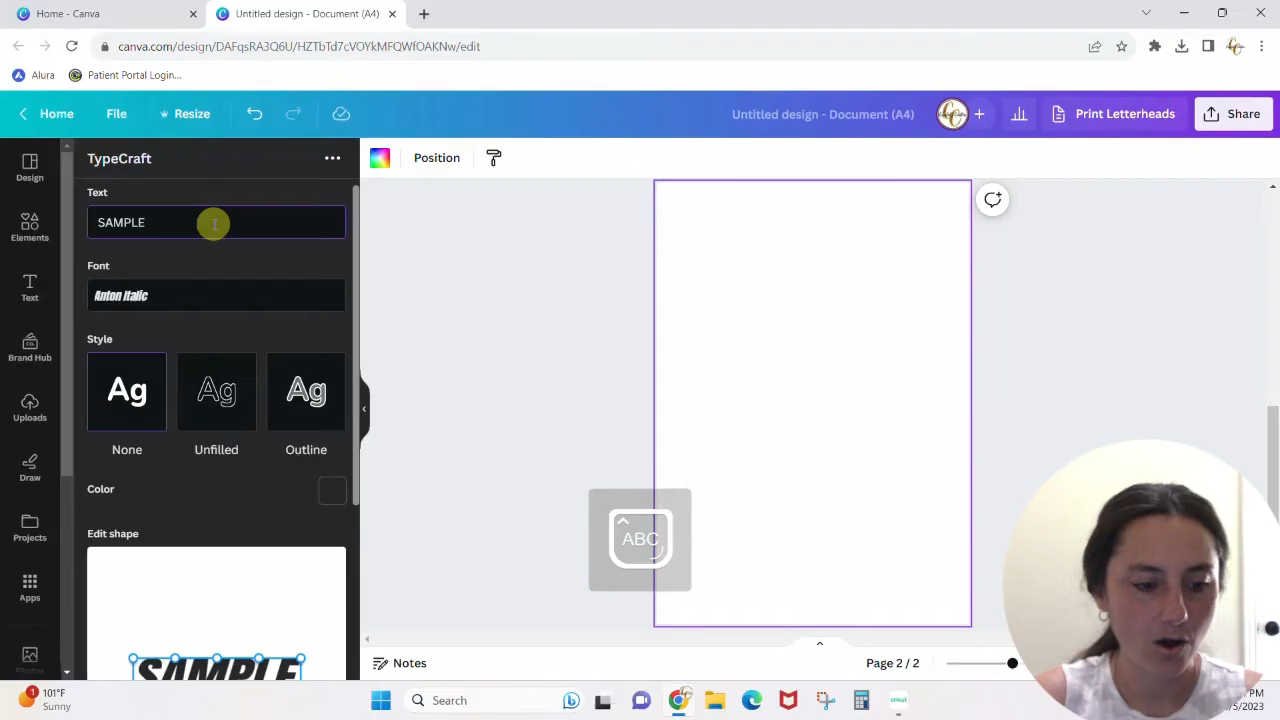 Home - Canva
Untitled design - Document (A4)
canva.com/design/DAFqsRA3Q6U/HZTbTd7cVOYkMFQWfOAKNw/edit
Alura
Patient Portal Login...
Home
File
Resize
Untitled design - Document (A4)
Print Letterheads
Share
Design
Elements
Text
Brand Hub
Uploads
Draw
Projects
Apps
Photos
TypeCraft
Position
Text
SAMPLE
Font
Anton Italic
Style
Ag
Ag
Ag
None
Unfilled
Outline
Color
Edit shape
SAMPLE
ABC
Notes
Page 2 / 2
1
101°F
Sunny
Search
cricut